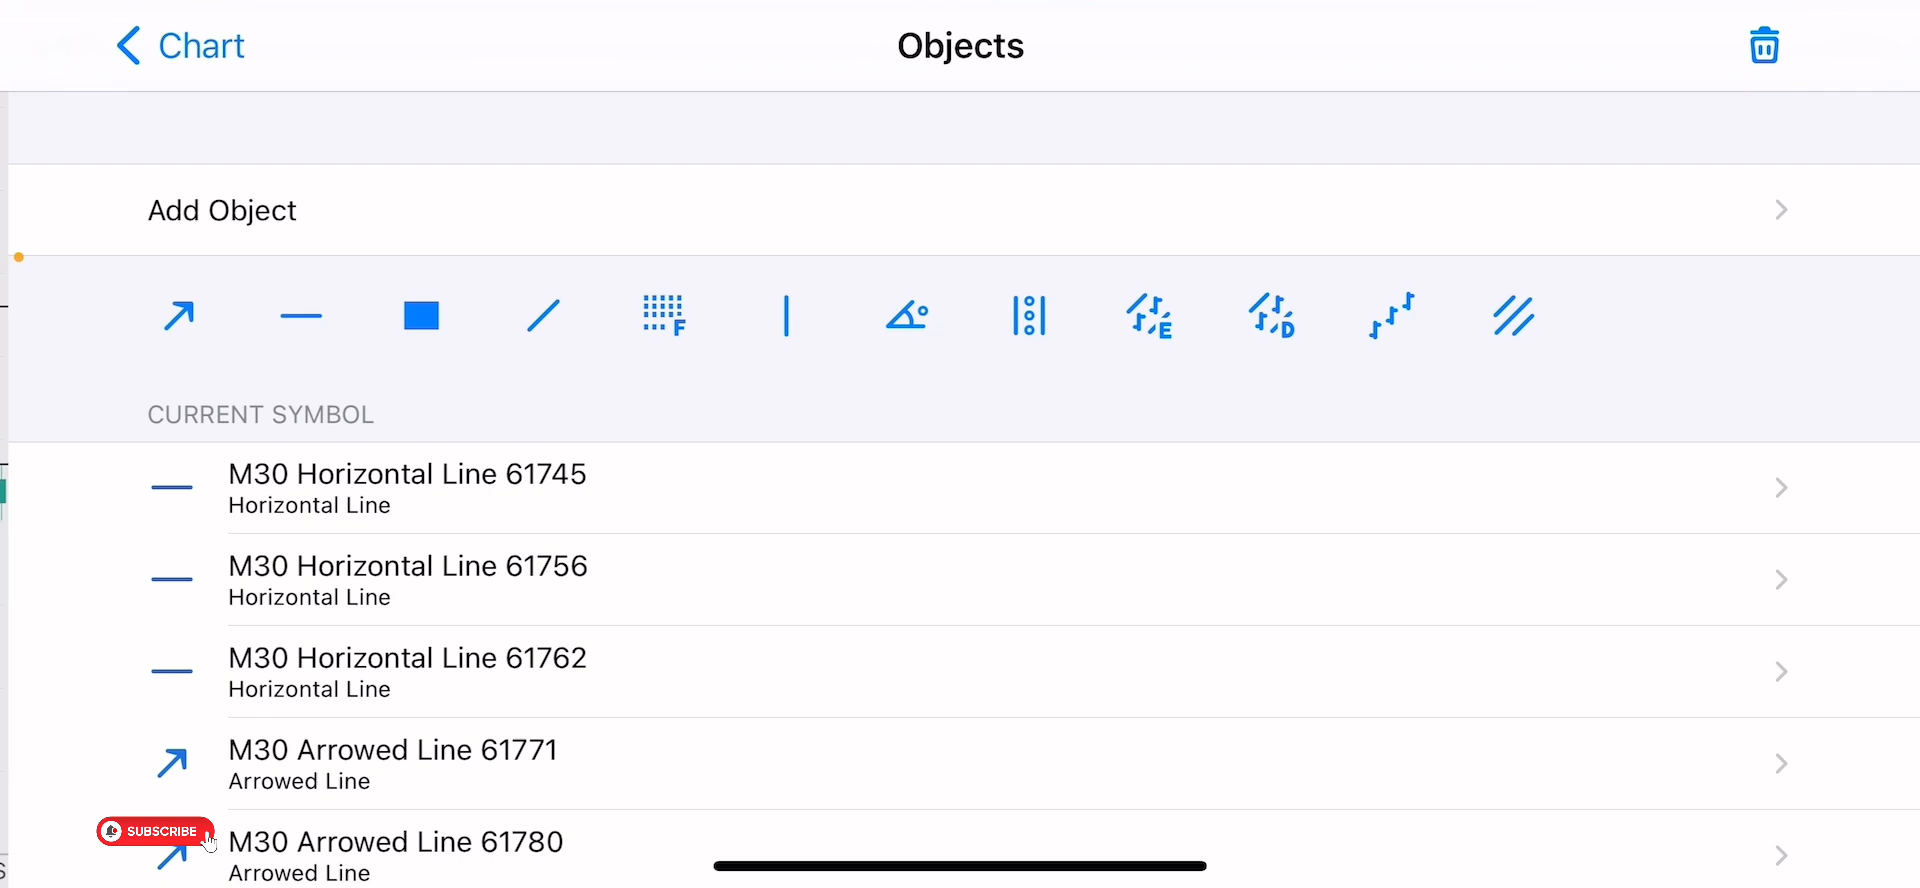 Chart
Objects
Add Object
F
E
D
CURRENT SYMBOL
M30 Horizontal Line 61745
Horizontal Line
M30 Horizontal Line 61756
Horizontal Line
M30 Horizontal Line 61762
Horizontal Line
M30 Arrowed Line 61771
Arrowed Line
SUBSCRIBE
M30 Arrowed Line 61780
Arrowed Line